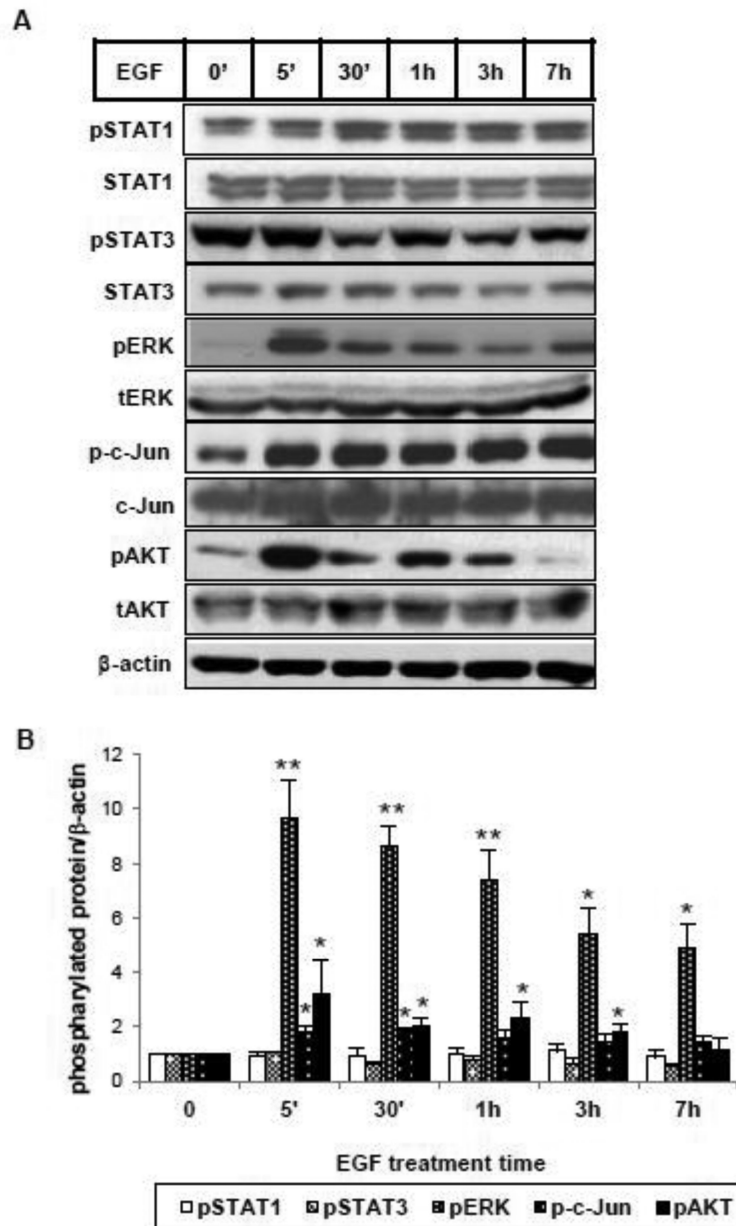 A
EGF 0' 5' 30' 1h 3h 7h
pSTAT1
STAT1
pSTAT3
STAT3
pERK
tERK
p-c-Jun
c-Jun
pAKT
tAKT
β-actin
B
phospharylated protein/β-actin
12
10
8
6
4
2
0
** ** **
* * * * * * * *
0 5' 30' 1h 3h 7h
EGF treatment time
pSTAT1 pSTAT3 pERK p-c-Jun pAKT